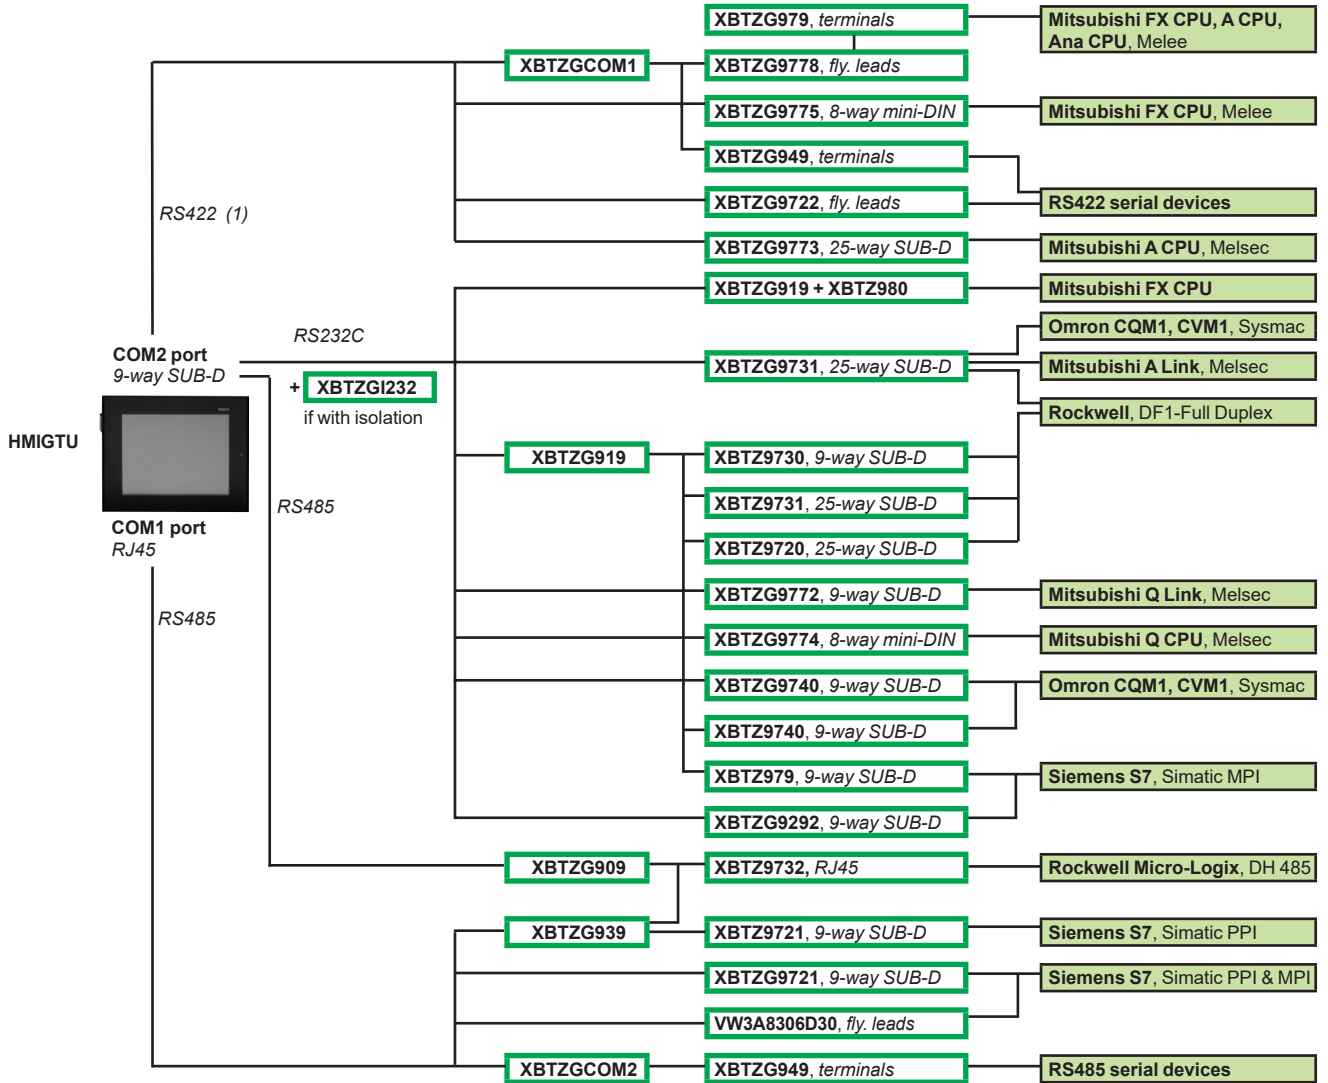 XBTZG979, terminals
Mitsubishi FX CPU, A CPU,
Ana CPU, Melee
XBTZGCOM1
XBTZG9778, fly. leads
XBTZG9775, 8-way mini-DIN
Mitsubishi FX CPU, Melee
XBTZG949, terminals
RS422 (1)
XBTZG9722, fly. leads
RS422 serial devices
XBTZG9773, 25-way SUB-D
Mitsubishi A CPU, Melsec
XBTZG919 + XBTZ980
Mitsubishi FX CPU
RS232C
Omron CQM1, CVM1, Sysmac
COM2 port
9-way SUB-D
XBTZG9731, 25-way SUB-D
Mitsubishi A Link, Melsec
+ XBTZGI232
if with isolation
Rockwell, DF1-Full Duplex
HMIGTU
XBTZG919
XBTZ9730, 9-way SUB-D
RS485
XBTZ9731, 25-way SUB-D
COM1 port
RJ45
XBTZ9720, 25-way SUB-D
XBTZG9772, 9-way SUB-D
Mitsubishi Q Link, Melsec
RS485
XBTZG9774, 8-way mini-DIN
Mitsubishi Q CPU, Melsec
XBTZG9740, 9-way SUB-D
Omron CQM1, CVM1, Sysmac
XBTZ9740, 9-way SUB-D
XBTZ979, 9-way SUB-D
Siemens S7, Simatic MPI
XBTZG9292, 9-way SUB-D
XBTZG909
XBTZ9732, RJ45
Rockwell Micro-Logix, DH 485
XBTZG939
XBTZ9721, 9-way SUB-D
Siemens S7, Simatic PPI
XBTZG9721, 9-way SUB-D
Siemens S7, Simatic PPI & MPI
VW3A8306D30, fly. leads
XBTZGCOM2
XBTZG949, terminals
RS485 serial devices